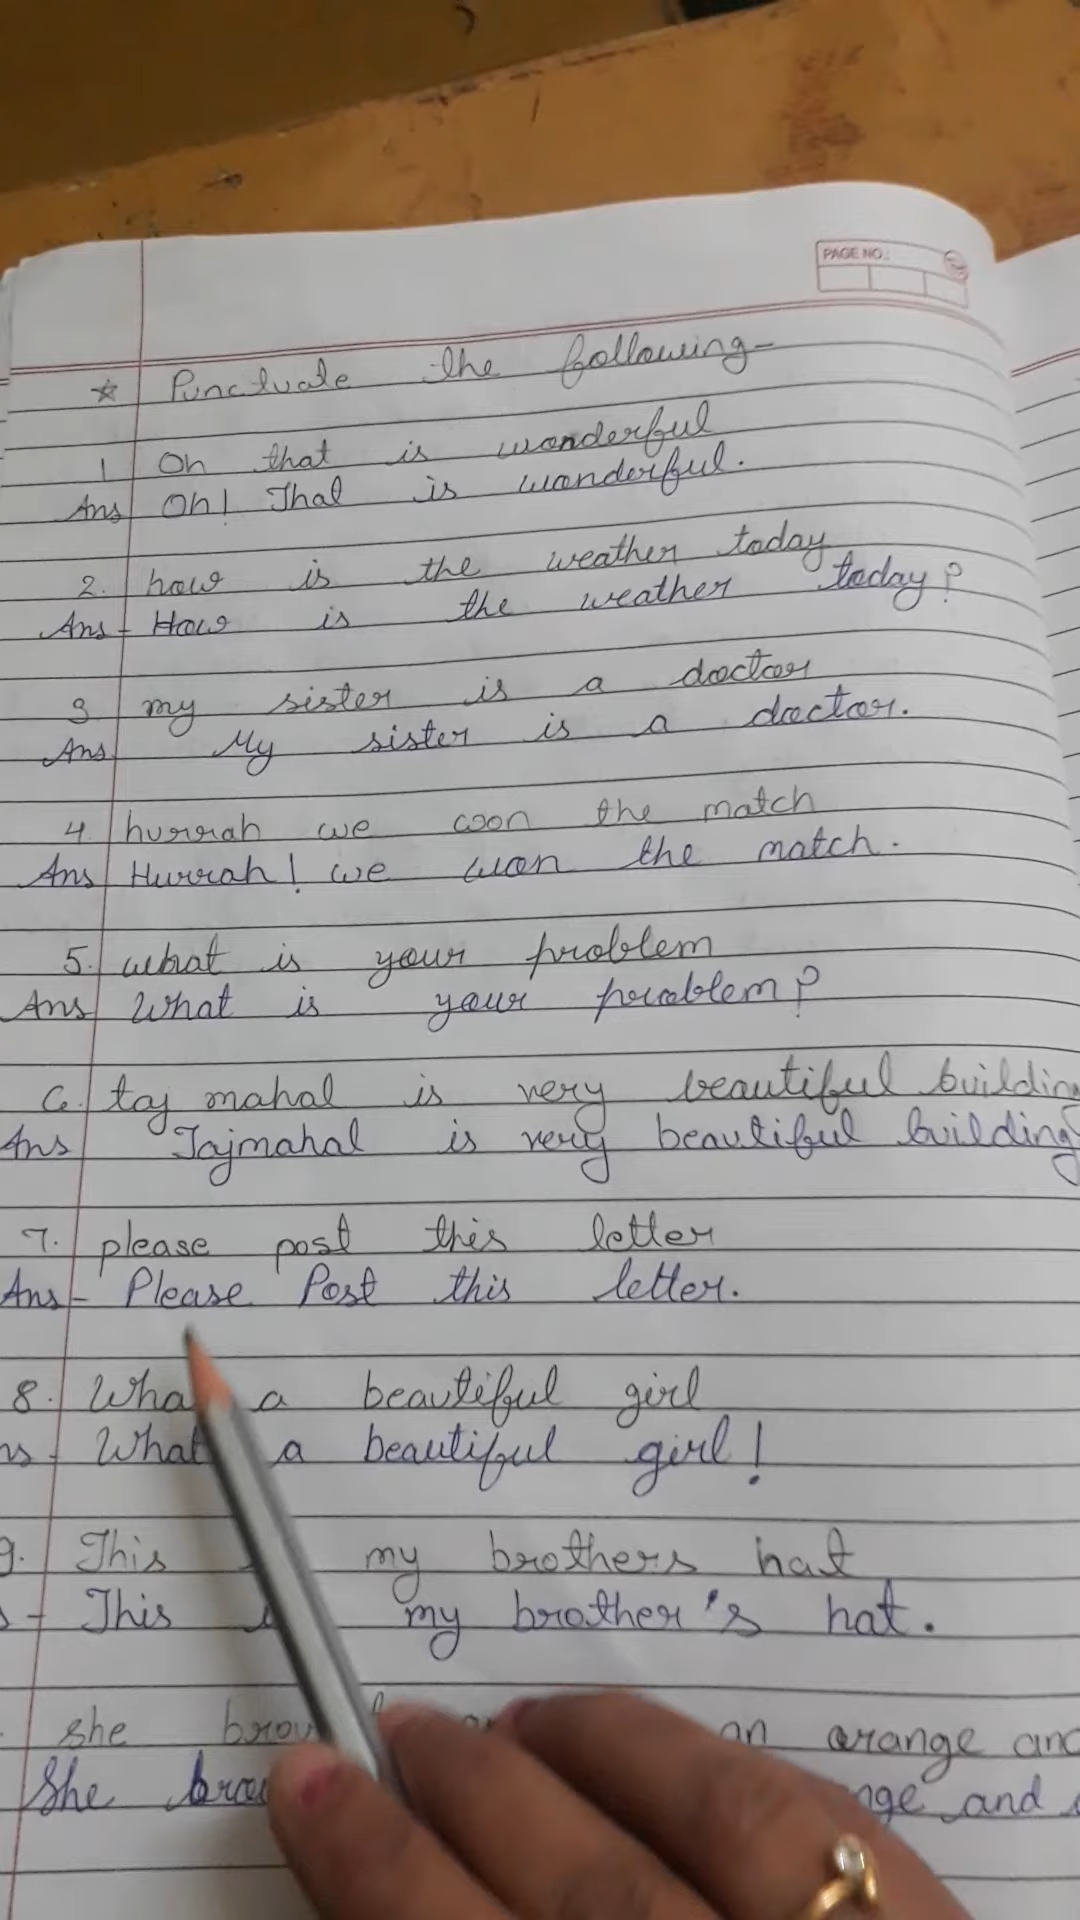 PAGE NO.:
☆ Punctuate the following-
1 Oh that is wonderful
Ans Oh! That is wonderful.
2. how is the weather today
Ans - How is the weather today?
3 my sister is a doctor
Ans My sister is a doctor.
4. hurrah we won the match
Ans Hurrah! we won the match.
5. what is your problem
Ans What is your problem?
6. taj mahal is very beautiful building
Ans Tajmahal is very beautiful building
7. please post this letter
Ans - Please Post this letter.
8. What a beautiful girl
ns - What a beautiful girl!
9. This my brothers hat
s - This my brother's hat.
she an orange and
She and